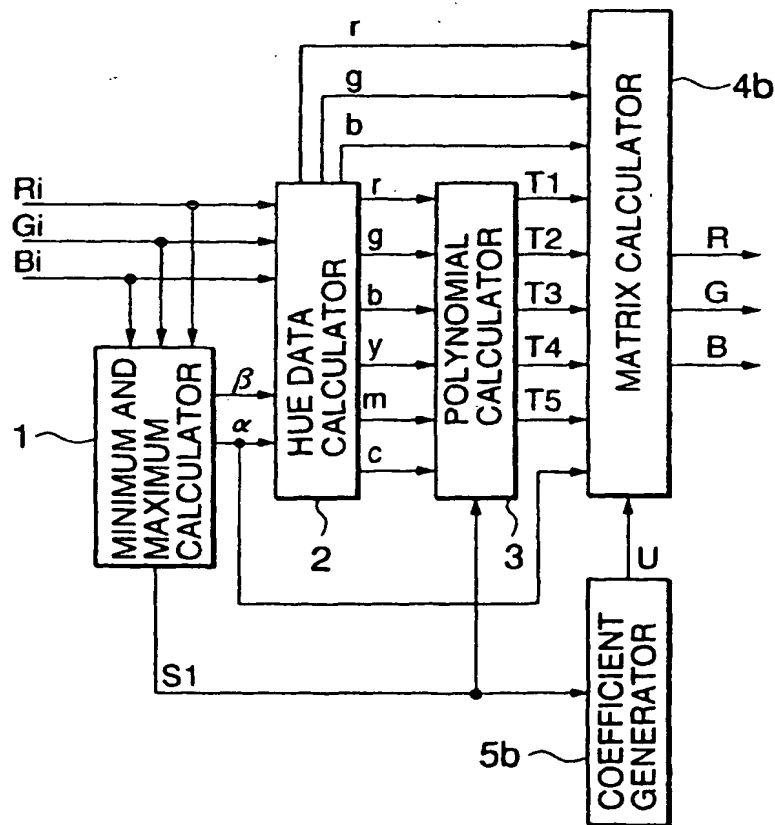 r
g
b
4b
MATRIX CALCULATOR
Ri
Gi
Bi
r
g
b
y
m
c
T1
T2
T3
T4
T5
R
G
B
HUE DATA
CALCULATOR
POLYNOMIAL
CALCULATOR
β
α
1
MINIMUM AND
MAXIMUM
CALCULATOR
2
3
U
S1
5b
COEFFICIENT
GENERATOR